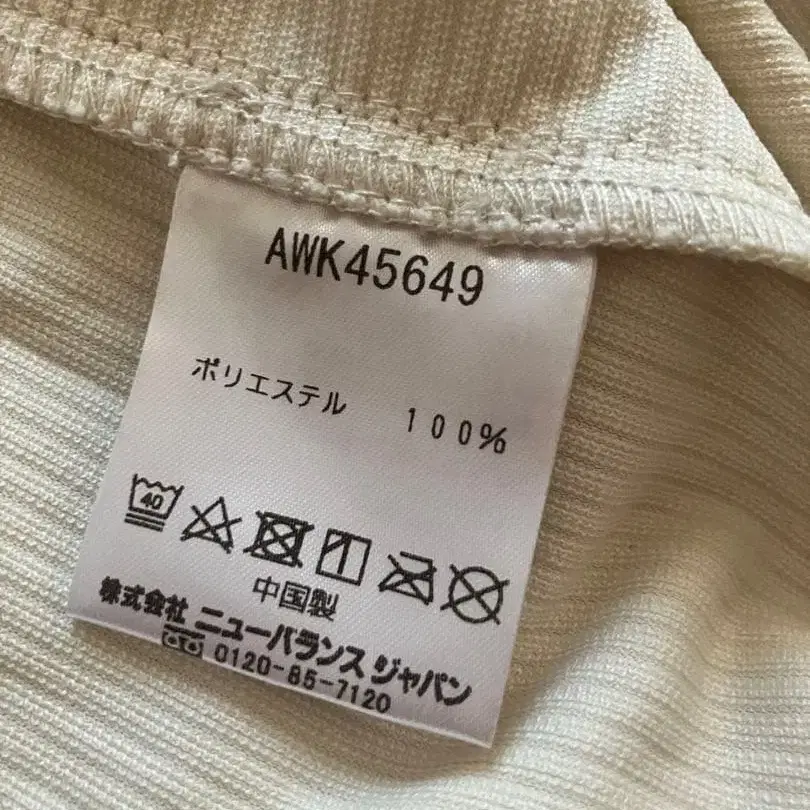 AWK45649
ポリエステル 100%
40
中国製
株式会社 ニューバランス ジャパン
0120-85-7120